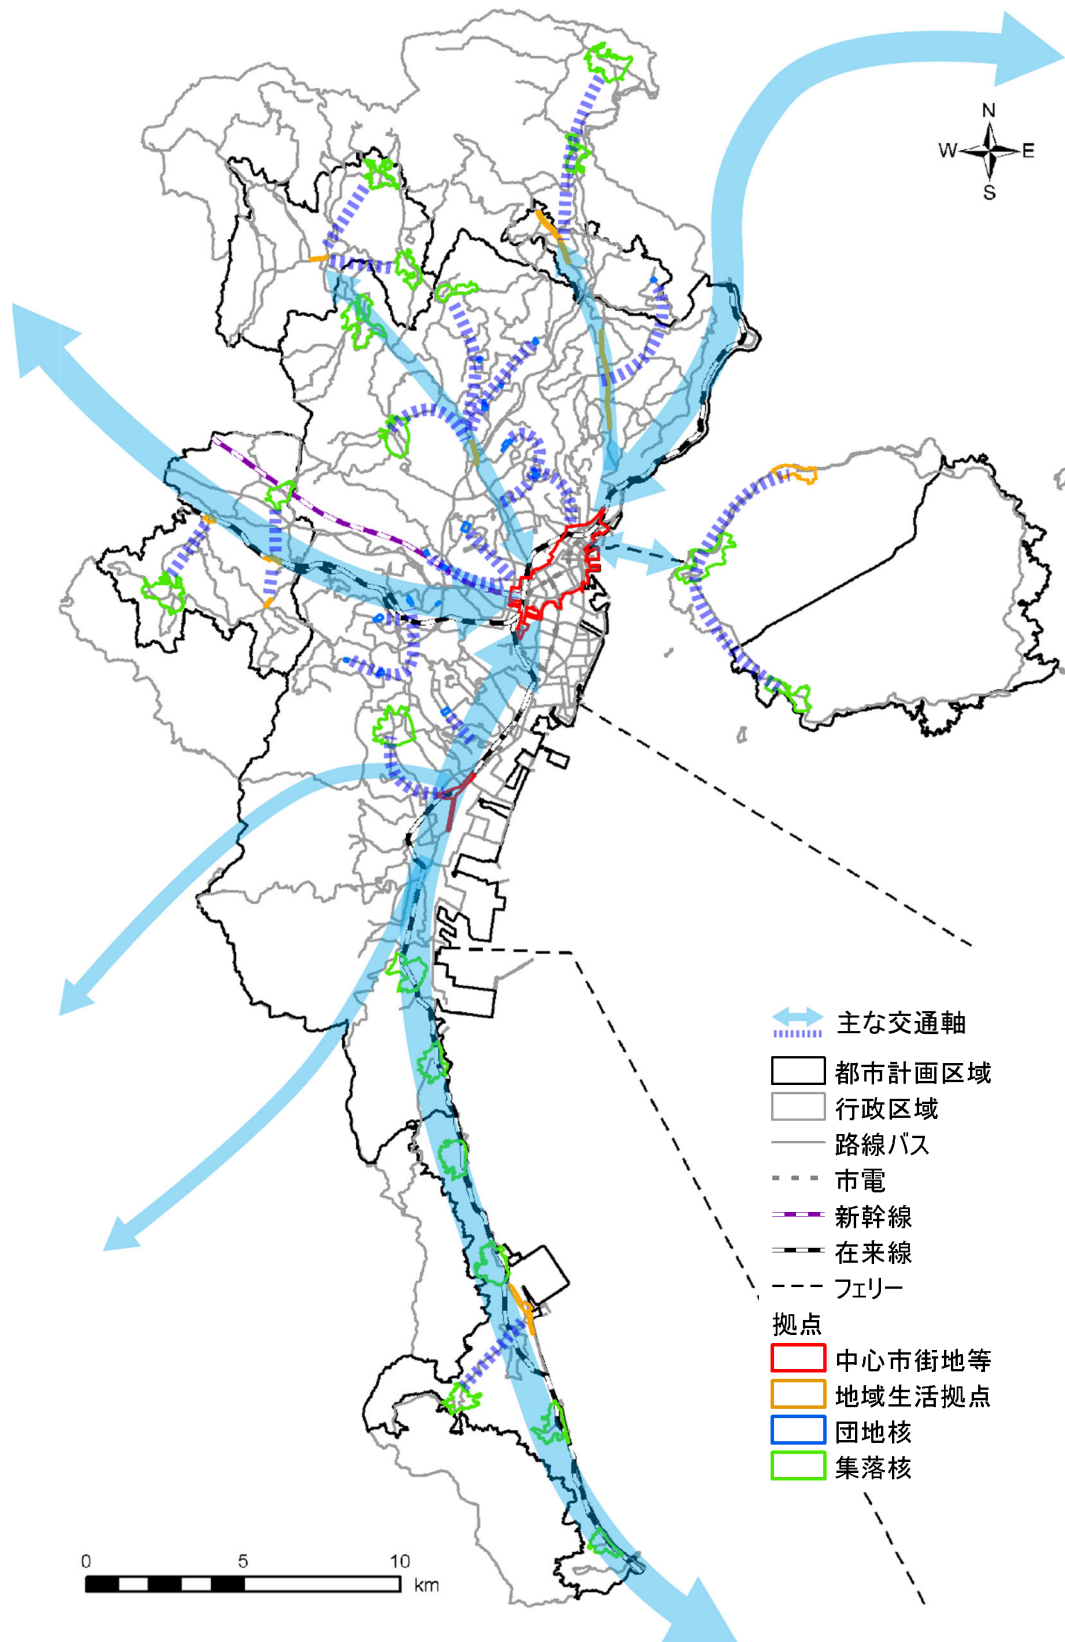 N
W E
S
主な交通軸
都市計画区域
行政区域
路線バス
市電
新幹線
在来線
フェリー
拠点
中心市街地等
地域生活拠点
団地核
集落核
0 5 10
km